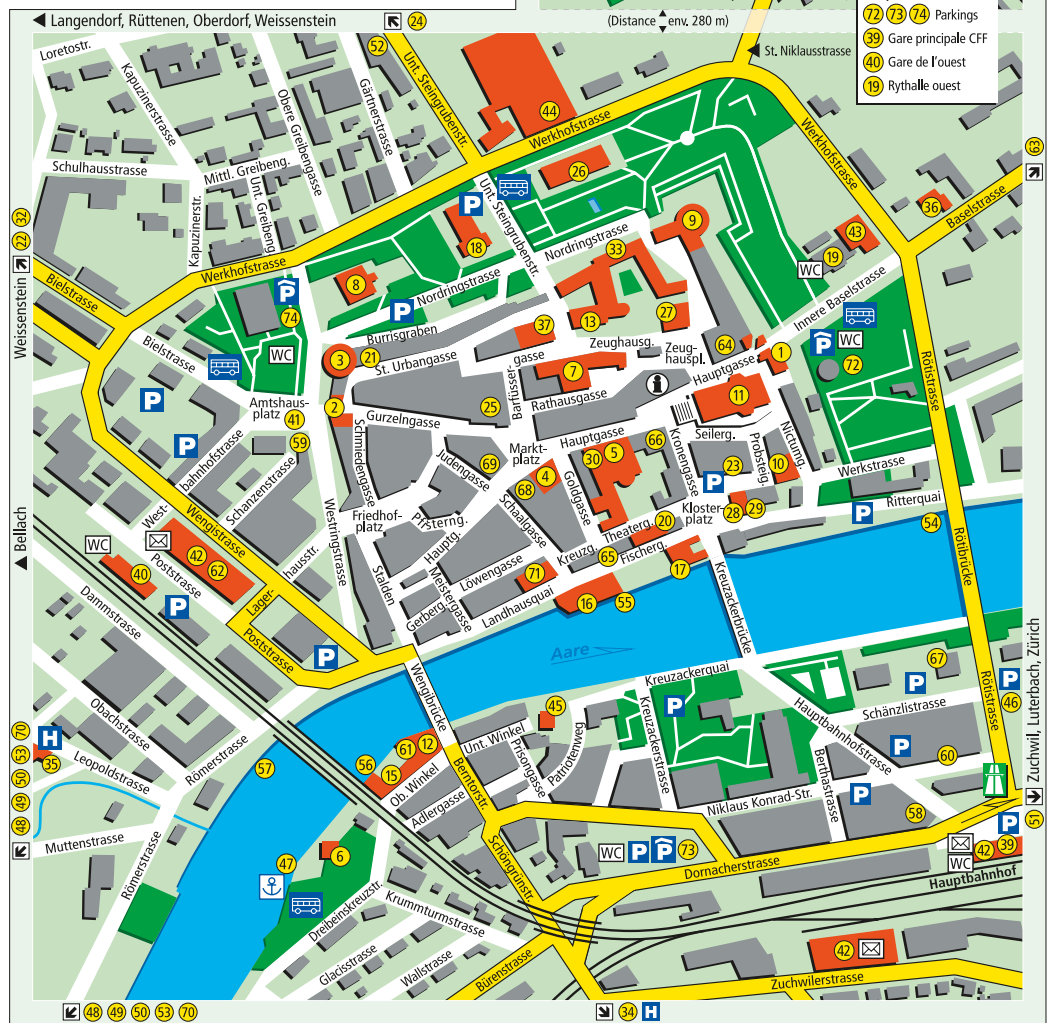 Langendorf, Rüttenen, Oberdorf, Weissenstein
24
(Distance env. 280 m)
72 73 74 Parkings
39 Gare principale CFF
40 Gare de l'ouest
19 Rythalle ouest
St. Niklausstrasse
Loretostr.
Kapuzinerstrasse
Obere Greibengasse
Gärtnerstrasse
52
Unt. Steingrubenstr.
44
Werkhofstrasse
Werkhofstrasse
63
Schulhausstrasse
Mittl. Greibeng.
Unt. Greibeng.
Kapuzinerstr.
26
P
Unt. Steingrubenstr.
18
Nordringstrasse
9
33
36
Baselstrasse
43
19
WC
32
22
Weissenstein
Bielstrasse
Werkhofstrasse
8
Nordringstrasse
P
P
74
WC
Burrisgraben
37
13
27
Innere Baselstrasse
P
WC
72
Bielstrasse
3
21
St. Urbangasse
Barfüsser-
gasse
Zeughausg.
Zeug-
hauspl.
64
1
7
Hauptgasse
Rathausgasse
11
P
Amtshaus-
platz
41
2
Gurzelngasse
25
Rötistrasse
P
59
Schmiedengasse
Judengasse
69
Markt-
platz
Hauptgasse
66
Seilerg.
Kronengasse
23
Probsteig.
10
Nictumg.
Werkstrasse
West-
bahnhofstrasse
Schanzenstrasse
Wengistrasse
Westringstrasse
Friedhof-
platz
Pfisterng.
Hauptg.
Schaalgasse
68
4
Goldgasse
30
5
P
Kloster-
platz
28
29
Ritterquai
P
54
Bellach
WC
40
42
62
Poststrasse
P
Lager-
hausstr.
Poststrasse
P
Stalden
Gerberg.
Meistergasse
Löwengasse
71
Kreuzg.
Theaterg.
20
65
Fischerg.
17
Landhausquai
16
55
Kreuzackerbrücke
Rötibrücke
Dammstrasse
Aare
Wengibrücke
Kreuzackerquai
67
P
P
46
Zuchwil, Luterbach, Zürich
Obachstrasse
Römerstrasse
Leopoldstrasse
70
H
53
35
50
49
48
57
56
61
12
15
Ob. Winkel
Unt. Winkel
45
Prisongasse
Patriotenweg
P
Kreuzackerstrasse
Hauptbahnhofstrasse
Schänzlistrasse
Rötistrasse
P
60
Berthastrasse
Adlergasse
Berntorstr.
Niklaus Konrad-Str.
P
58
P
51
Muttenstrasse
Römerstrasse
47
6
Schöngrünstr.
WC
P
P
73
Dornacherstrasse
42
39
WC
Hauptbahnhof
Dreibeinskreuzstr.
Krummturmstrasse
Glacisstrasse
Wallstrasse
Bürenstrasse
42
Zuchwilerstrasse
48 49 50 53 70
34 H